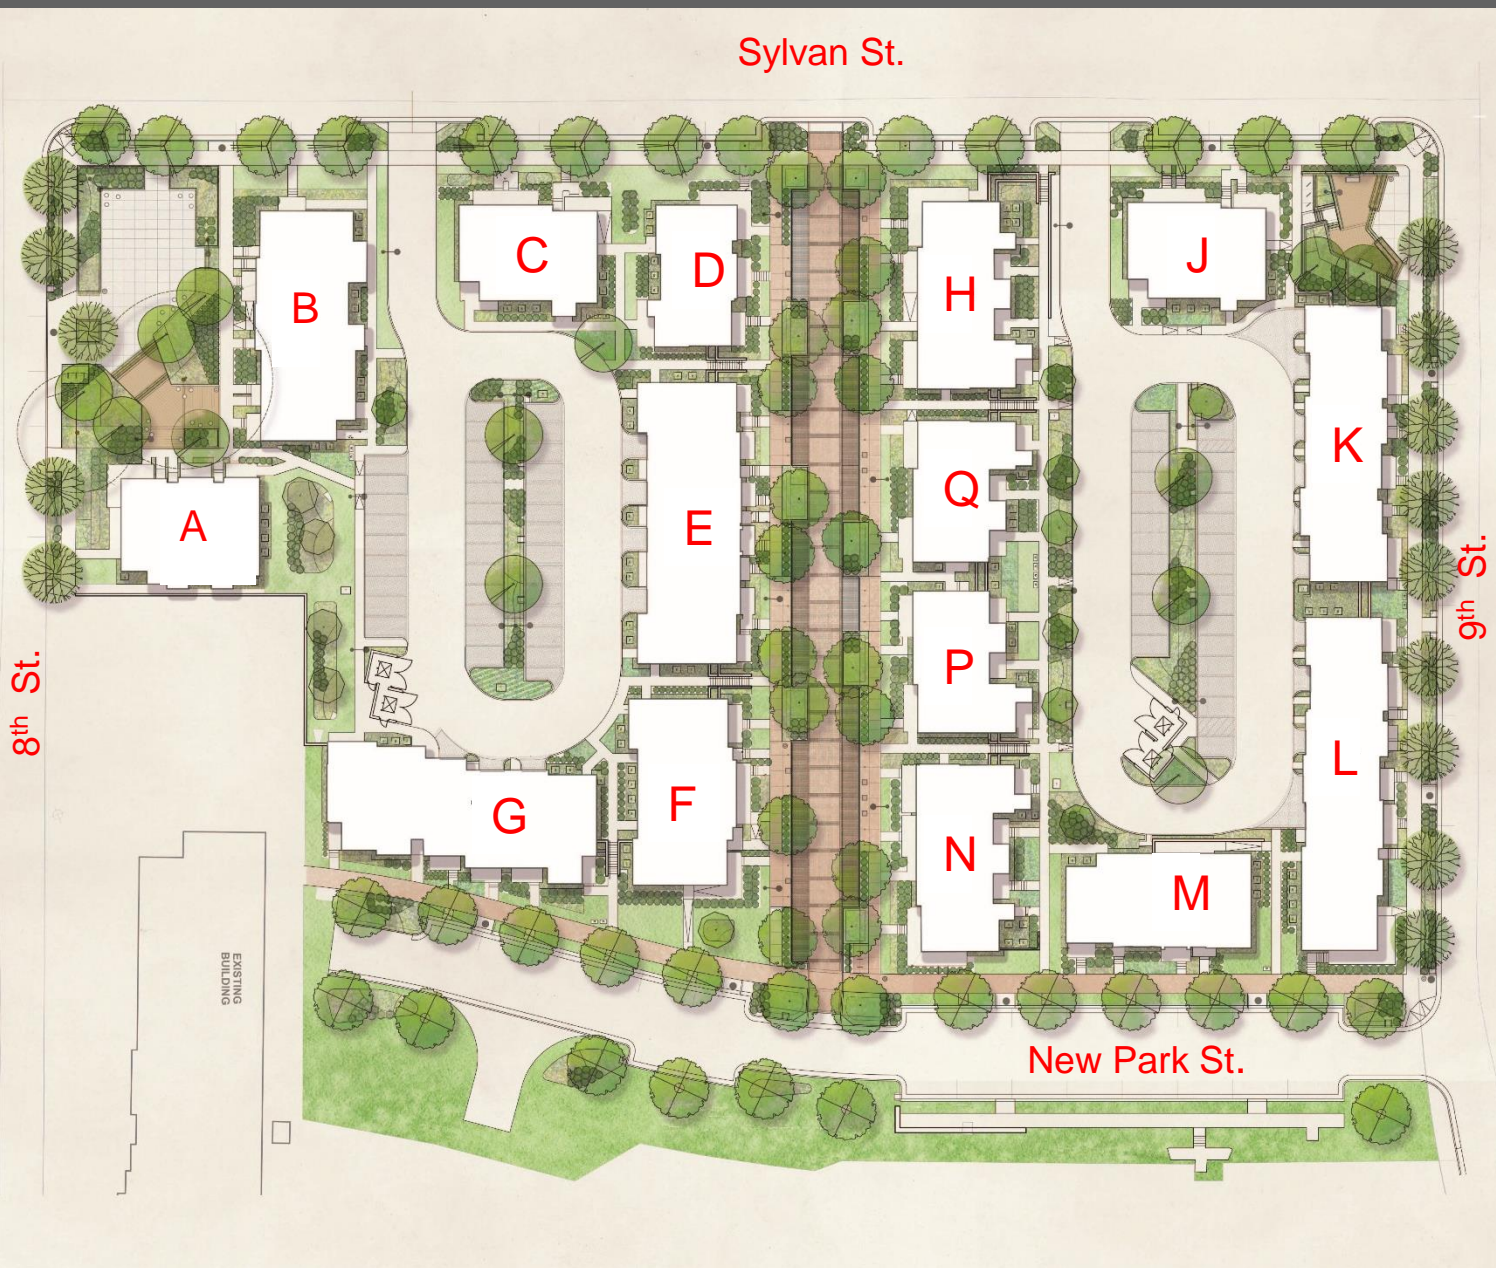 Sylvan St.
C
J
D
H
B
K
Q
A
E
9th St.
P
8th St.
L
F
G
N
M
EXISTING
BUILDING
New Park St.